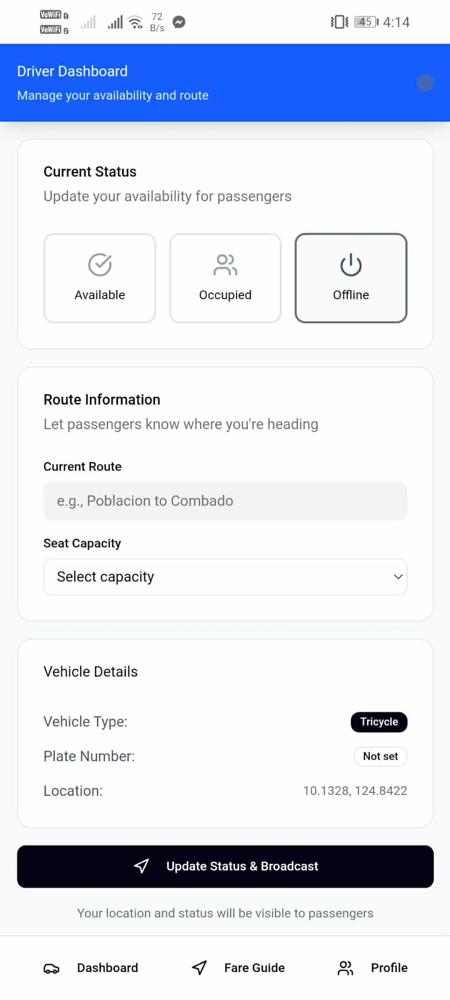 VoWiFi 1
VoWiFi 2
72
B/s
45
4:14
Driver Dashboard
Manage your availability and route
Current Status
Update your availability for passengers
Available
Occupied
Offline
Route Information
Let passengers know where you're heading
Current Route
e.g., Poblacion to Combado
Seat Capacity
Select capacity
Vehicle Details
Vehicle Type:
Tricycle
Plate Number:
Not set
Location:
10.1328, 124.8422
Update Status & Broadcast
Your location and status will be visible to passengers
Dashboard
Fare Guide
Profile